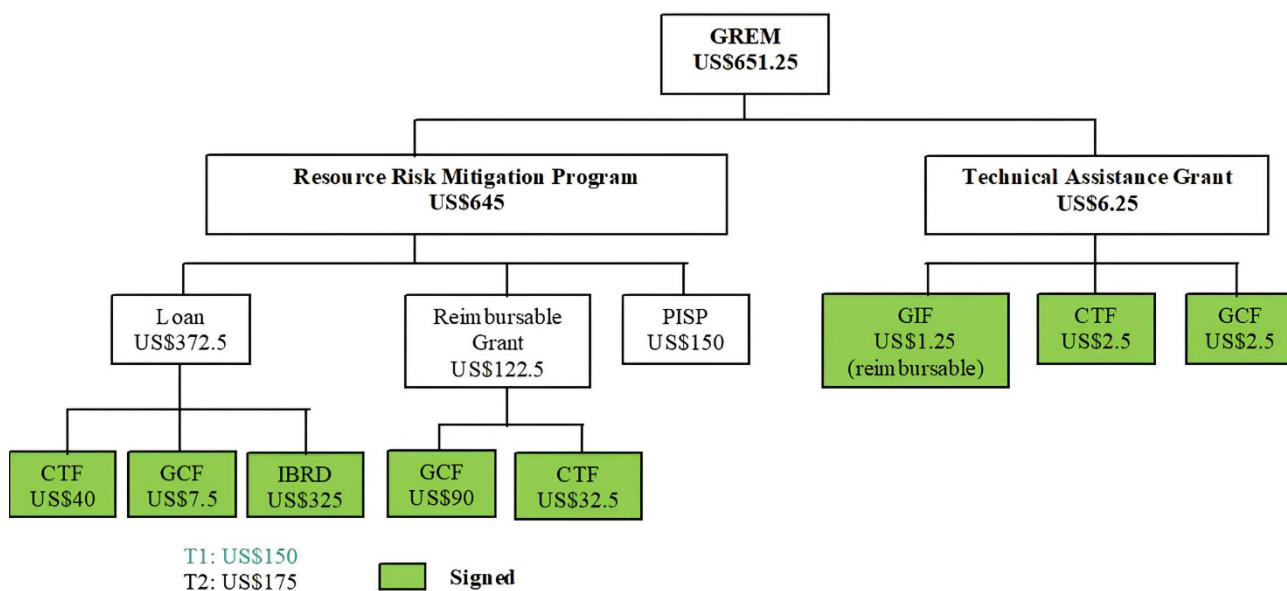 GREM
US$651.25
Resource Risk Mitigation Program
US$645
Technical Assistance Grant
US$6.25
Loan
US$372.5
Reimbursable
Grant
US$122.5
PISP
US$150
GIF
US$1.25
(reimbursable)
CTF
US$2.5
GCF
US$2.5
CTF
US$40
GCF
US$7.5
IBRD
US$325
GCF
US$90
CTF
US$32.5
T1: US$150
T2: US$175
Signed